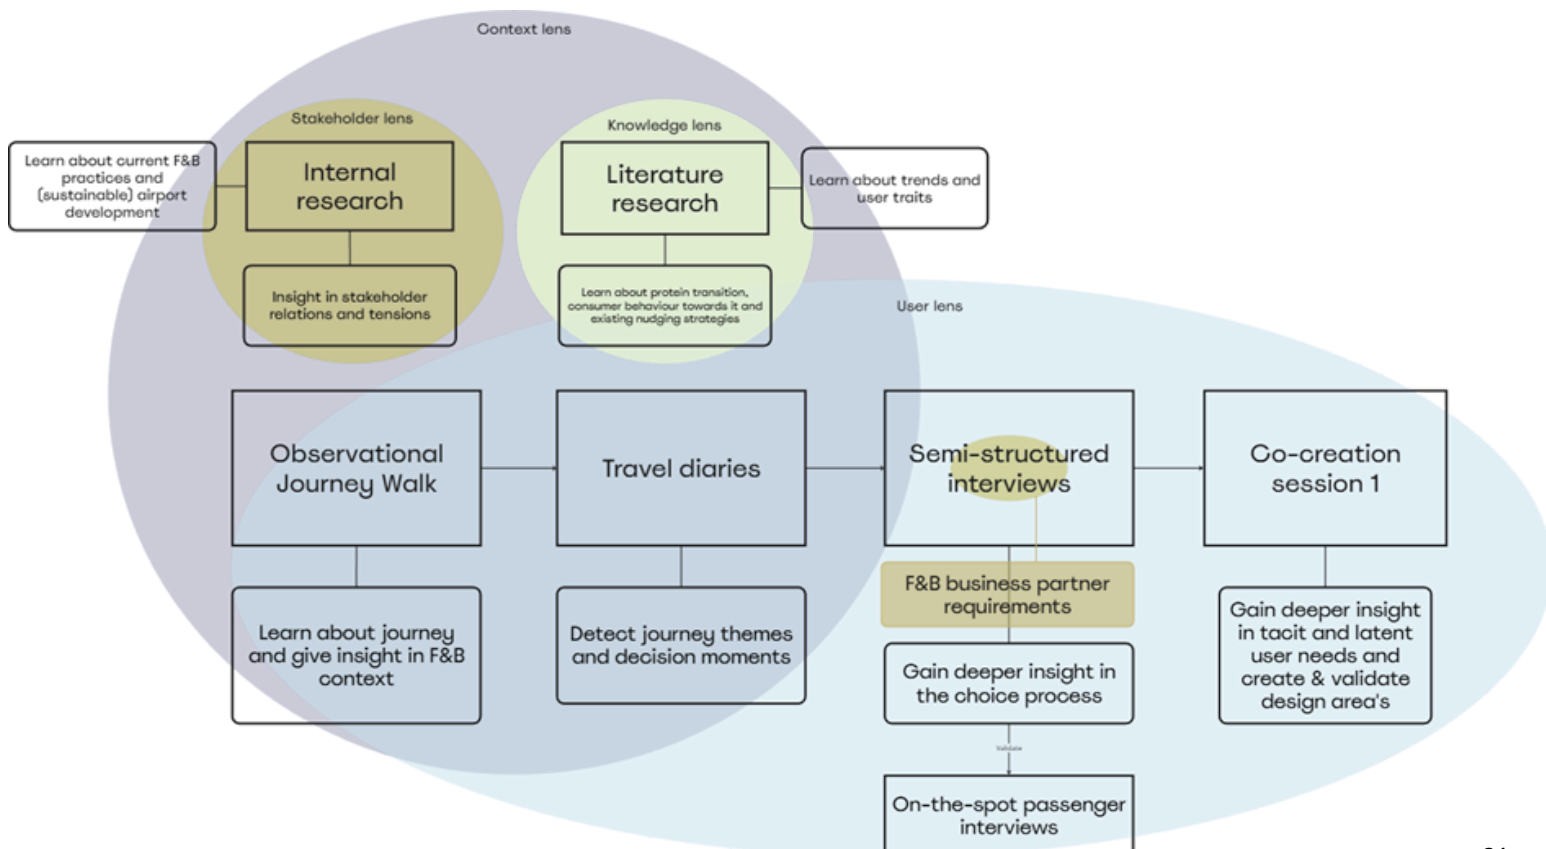 Context lens
Stakeholder lens
Knowledge lens
Learn about current F&B
practices and
(sustainable) airport
development
Internal
research
Literature
research
Learn about trends and
user traits
Insight in stakeholder
relations and tensions
Learn about protein transition,
consumer behaviour towards it and
existing nudging strategies
User lens
Observational
Journey Walk
Travel diaries
Semi-structured
interviews
Co-creation
session 1
F&B business partner
requirements
Learn about journey
and give insight in F&B
context
Detect journey themes
and decision moments
Gain deeper insight in
the choice process
Gain deeper insight
in tacit and latent
user needs and
create & validate
design area's
Validate
On-the-spot passenger
interviews